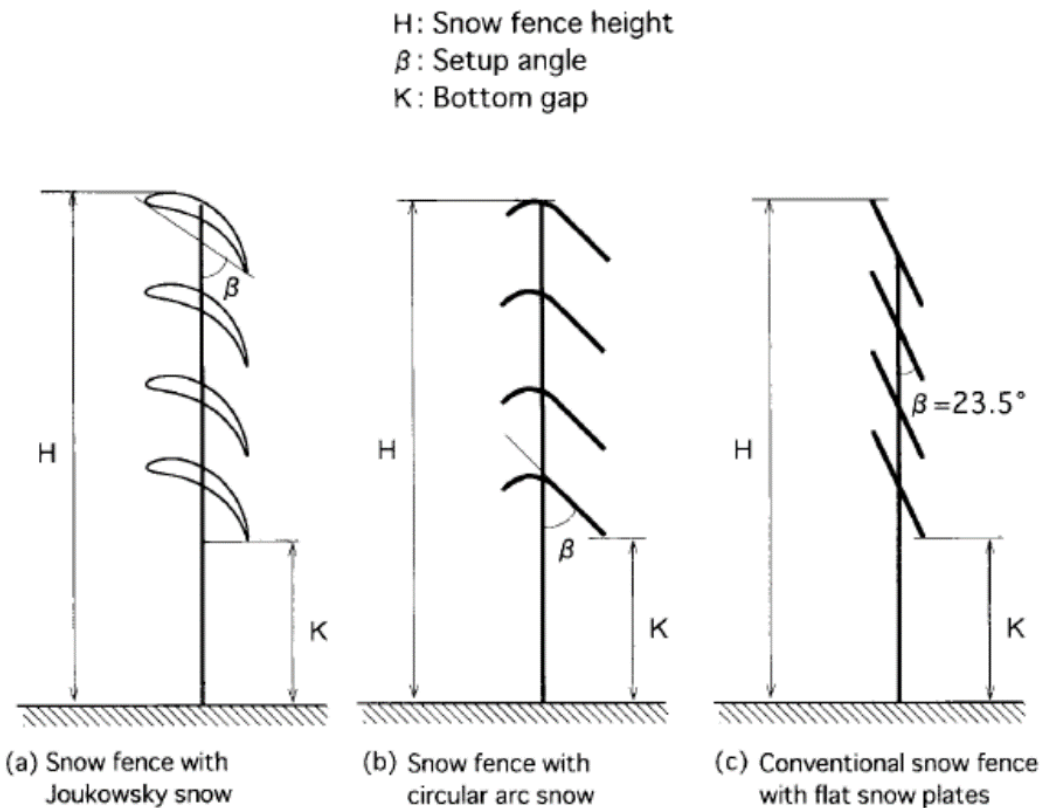 H: Snow fence height
β: Setup angle
K: Bottom gap
β
H
K
(a) Snow fence with
Joukowsky snow
H
β
K
(b) Snow fence with
circular arc snow
H
β=23.5°
K
(c) Conventional snow fence
with flat snow plates